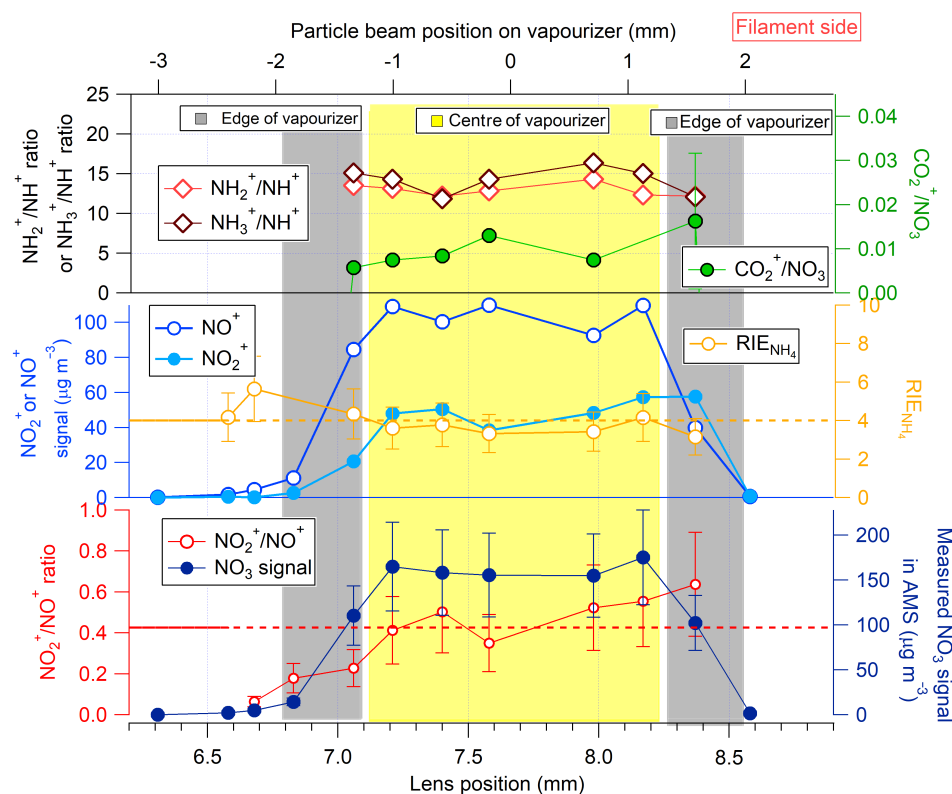 Particle beam position on vapourizer (mm)
Filament side
-3 -2 -1 0 1 2
NH₂⁺/NH⁺ ratio
or NH₃⁺/NH⁺ ratio
25
20
15
10
5
0
Edge of vapourizer
Centre of vapourizer
Edge of vapourizer
NH₂⁺/NH⁺
NH₃⁺/NH⁺
CO₂⁺/NO₃
0.04
0.03
0.02
0.01
0.00
CO₂⁺/NO₃
NO₂⁺ or NO⁺
signal (µg m⁻³)
100
80
60
40
20
0
NO⁺
NO₂⁺
RIE_NH₄
10
8
6
4
2
0
RIE_NH₄
NO₂⁺/NO⁺ ratio
1.0
0.8
0.6
0.4
0.2
0.0
NO₂⁺/NO⁺
NO₃ signal
200
150
100
50
0
Measured NO₃ signal
in AMS (µg m⁻³)
6.5 7.0 7.5 8.0 8.5
Lens position (mm)